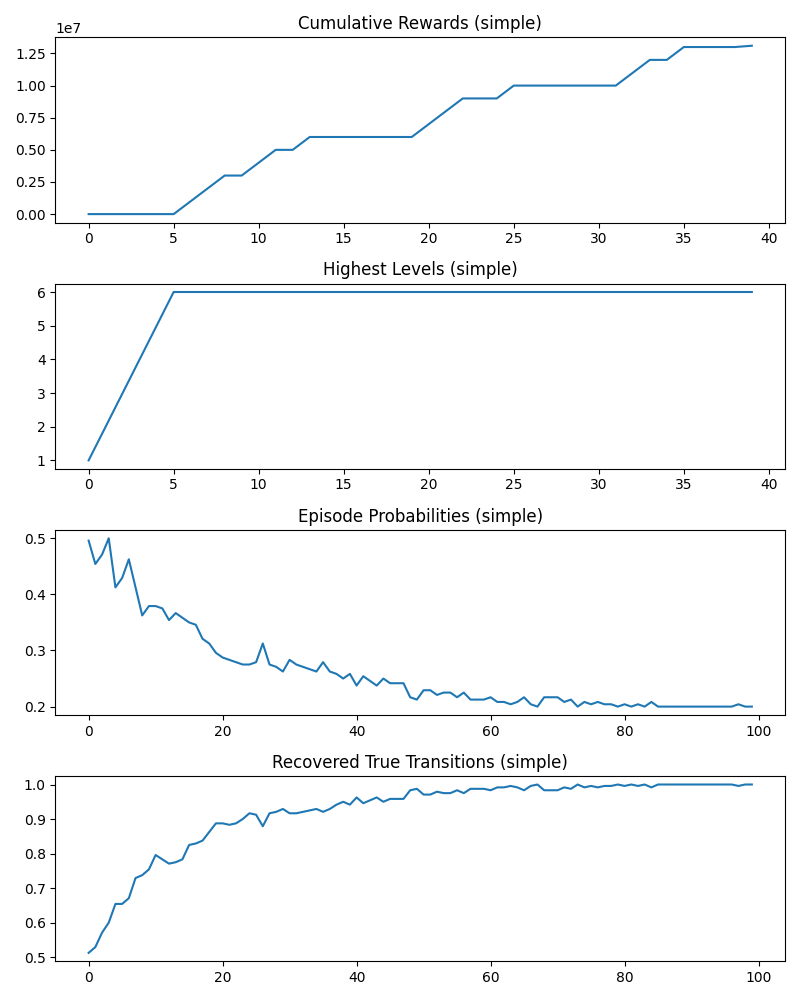 Cumulative Rewards (simple)
1e7
1.25
1.00
0.75
0.50
0.25
0.00
0 5 10 15 20 25 30 35 40
Highest Levels (simple)
6
5
4
3
2
1
0 5 10 15 20 25 30 35 40
Episode Probabilities (simple)
0.5
0.4
0.3
0.2
0 20 40 60 80 100
Recovered True Transitions (simple)
1.0
0.9
0.8
0.7
0.6
0.5
0 20 40 60 80 100